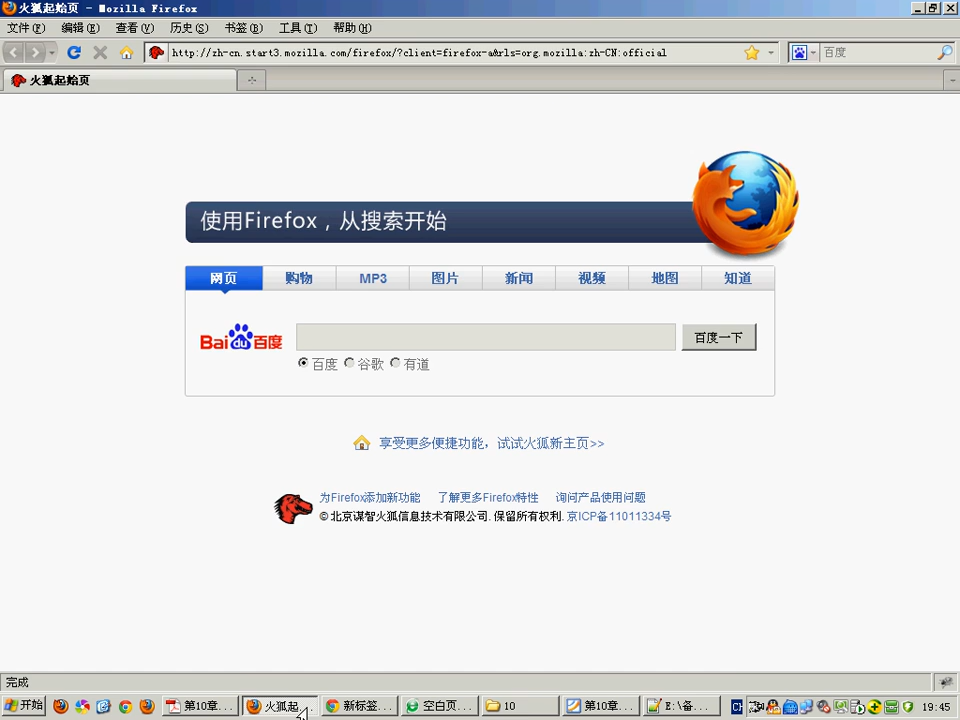 火狐起始页 - Mozilla Firefox
文件(F) 编辑(E) 查看(V) 历史(S) 书签(B) 工具(T) 帮助(H)
http://zh-cn.start3.mozilla.com/firefox/?client=firefox-a&rls=org.mozilla:zh-CN:official 百度
火狐起始页
使用Firefox，从搜索开始
网页 购物 MP3 图片 新闻 视频 地图 知道
Bai du 百度 百度一下
百度 谷歌 有道
享受更多便捷功能，试试火狐新主页>>
为Firefox添加新功能 了解更多Firefox特性 询问产品使用问题
©北京谋智火狐信息技术有限公司. 保留所有权利. 京ICP备11011334号
完成
开始 第10章... 火狐起... 新标签... 空白页... 10 第10章... E:\备... CH 19:45